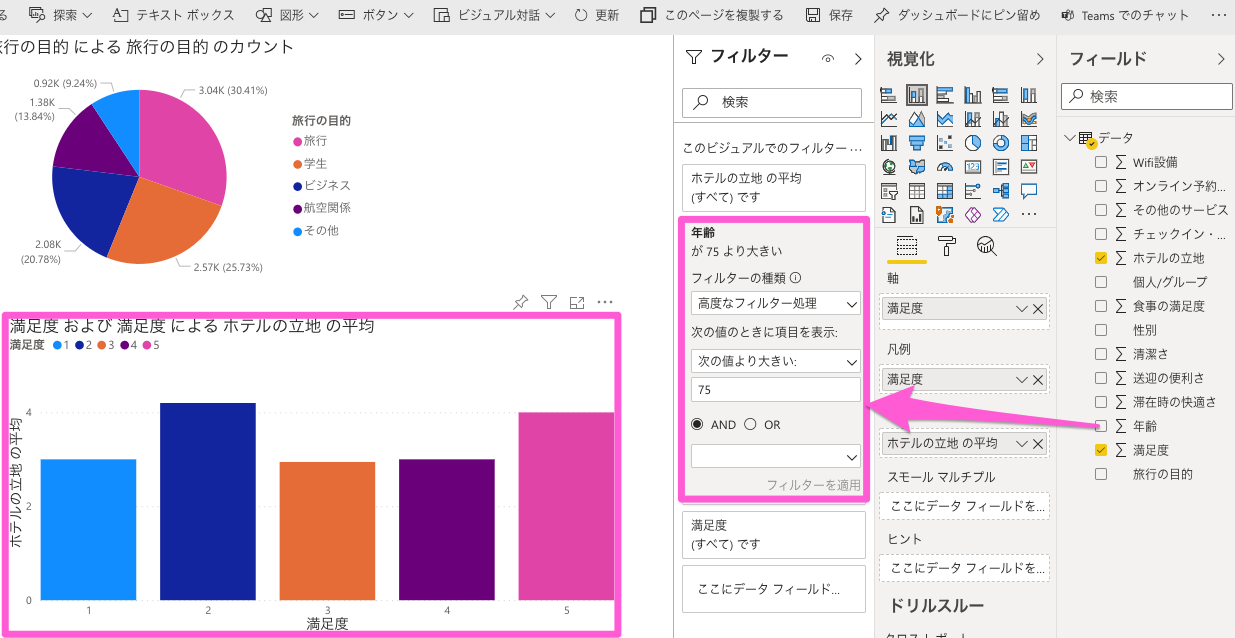 る
探索
テキスト ボックス
図形
ボタン
ビジュアル対話
更新
このページを複製する
保存
ダッシュボードにピン留め
Teams でのチャット
旅行の目的 による 旅行の目的 のカウント
0.92K (9.24%)
1.38K
(13.84%)
3.04K (30.41%)
2.08K
(20.78%)
2.57K (25.73%)
旅行の目的
旅行
学生
ビジネス
航空関係
その他
満足度 および 満足度 による ホテルの立地 の平均
満足度 1 2 3 4 5
ホテルの立地 の平均
4
2
0
1 2 3 4 5
満足度
フィルター
検索
このビジュアルでのフィルター ...
ホテルの立地 の平均
(すべて) です
年齢
が 75 より大きい
フィルターの種類
高度なフィルター処理
次の値のときに項目を表示:
次の値より大きい:
75
AND OR
フィルターを適用
満足度
(すべて) です
ここにデータ フィールド...
視覚化
123
軸
満足度
凡例
満足度
ホテルの立地 の平均
スモール マルチプル
ここにデータ フィールドを...
ヒント
ここにデータ フィールドを...
ドリルスルー
クロス レポート
フィールド
検索
データ
Wifi設備
オンライン予約...
その他のサービス
チェックイン・...
ホテルの立地
個人/グループ
食事の満足度
性別
清潔さ
送迎の便利さ
滞在時の快適さ
年齢
満足度
旅行の目的